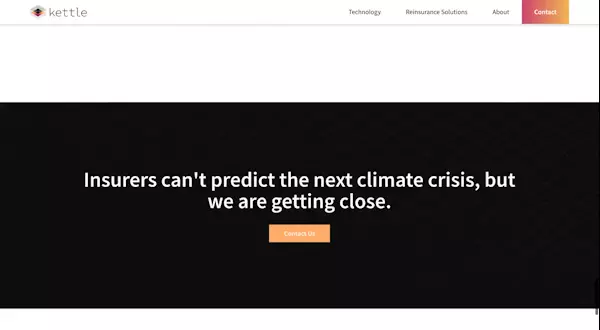 kettle
Technology
Reinsurance Solutions
About
Contact
Insurers can't predict the next climate crisis, but
we are getting close.
Contact Us